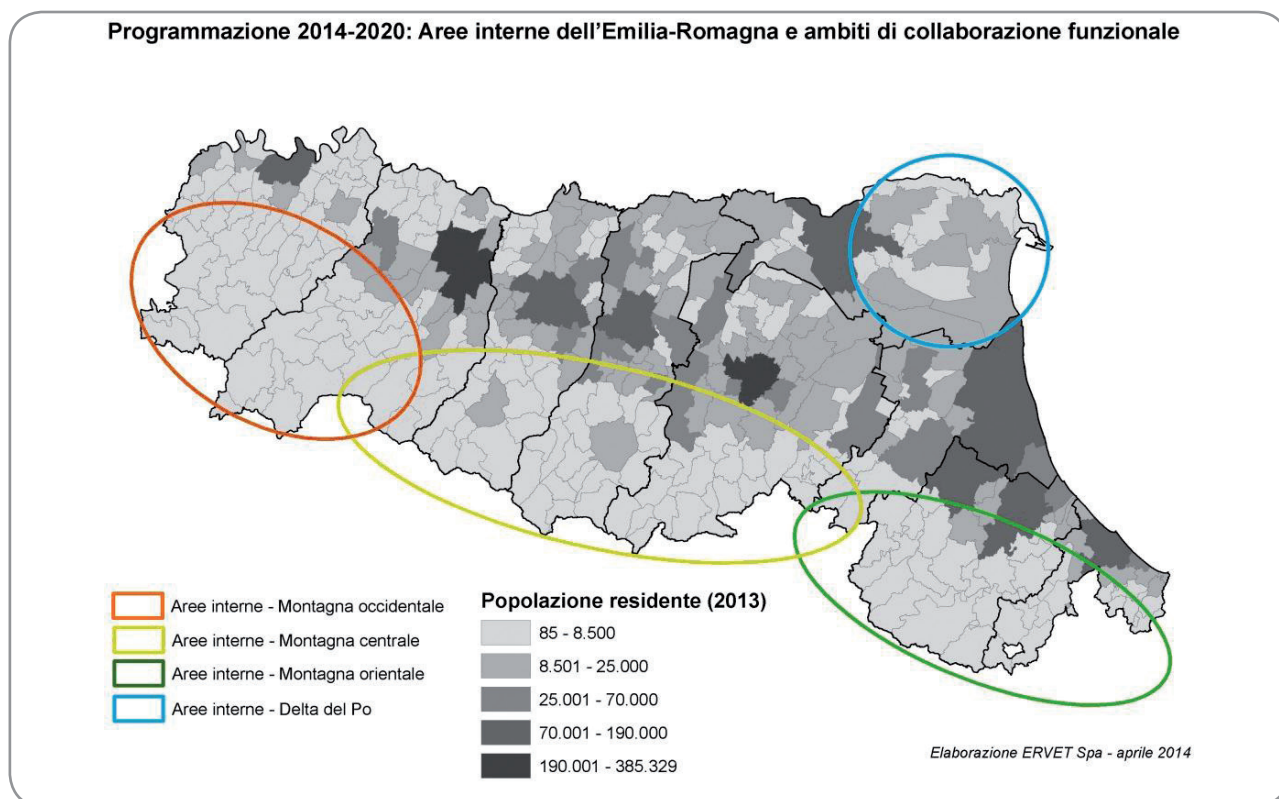 Programmazione 2014-2020: Aree interne dell'Emilia-Romagna e ambiti di collaborazione funzionale
Aree interne - Montagna occidentale
Aree interne - Montagna centrale
Aree interne - Montagna orientale
Aree interne - Delta del Po
Popolazione residente (2013)
85 - 8.500
8.501 - 25.000
25.001 - 70.000
70.001 - 190.000
190.001 - 385.329
Elaborazione ERVET Spa - aprile 2014